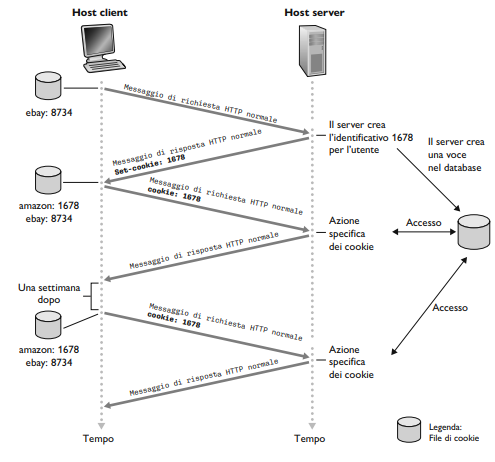 Host client
Host server
ebay: 8734
Messaggio di richiesta HTTP normale
Il server crea
l'identificativo 1678
per l'utente
Il server crea
una voce
nel database
Messaggio di risposta HTTP normale
Set-cookie: 1678
amazon: 1678
ebay: 8734
Messaggio di richiesta HTTP normale
cookie: 1678
Azione
specifica
dei cookie
Accesso
Messaggio di risposta HTTP normale
Una settimana
dopo
amazon: 1678
ebay: 8734
Messaggio di richiesta HTTP normale
cookie: 1678
Accesso
Azione
specifica
dei cookie
Messaggio di risposta HTTP normale
Tempo
Tempo
Legenda:
File di cookie